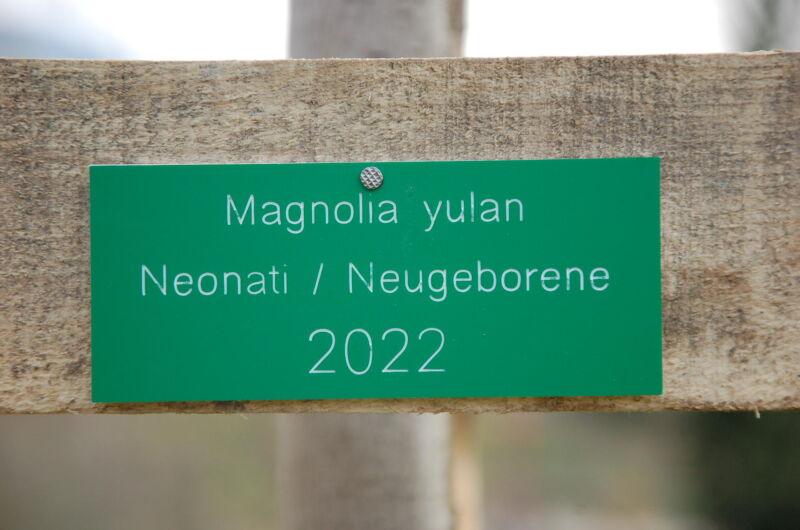 Magnolia yulan
Neonati / Neugeborene
2022